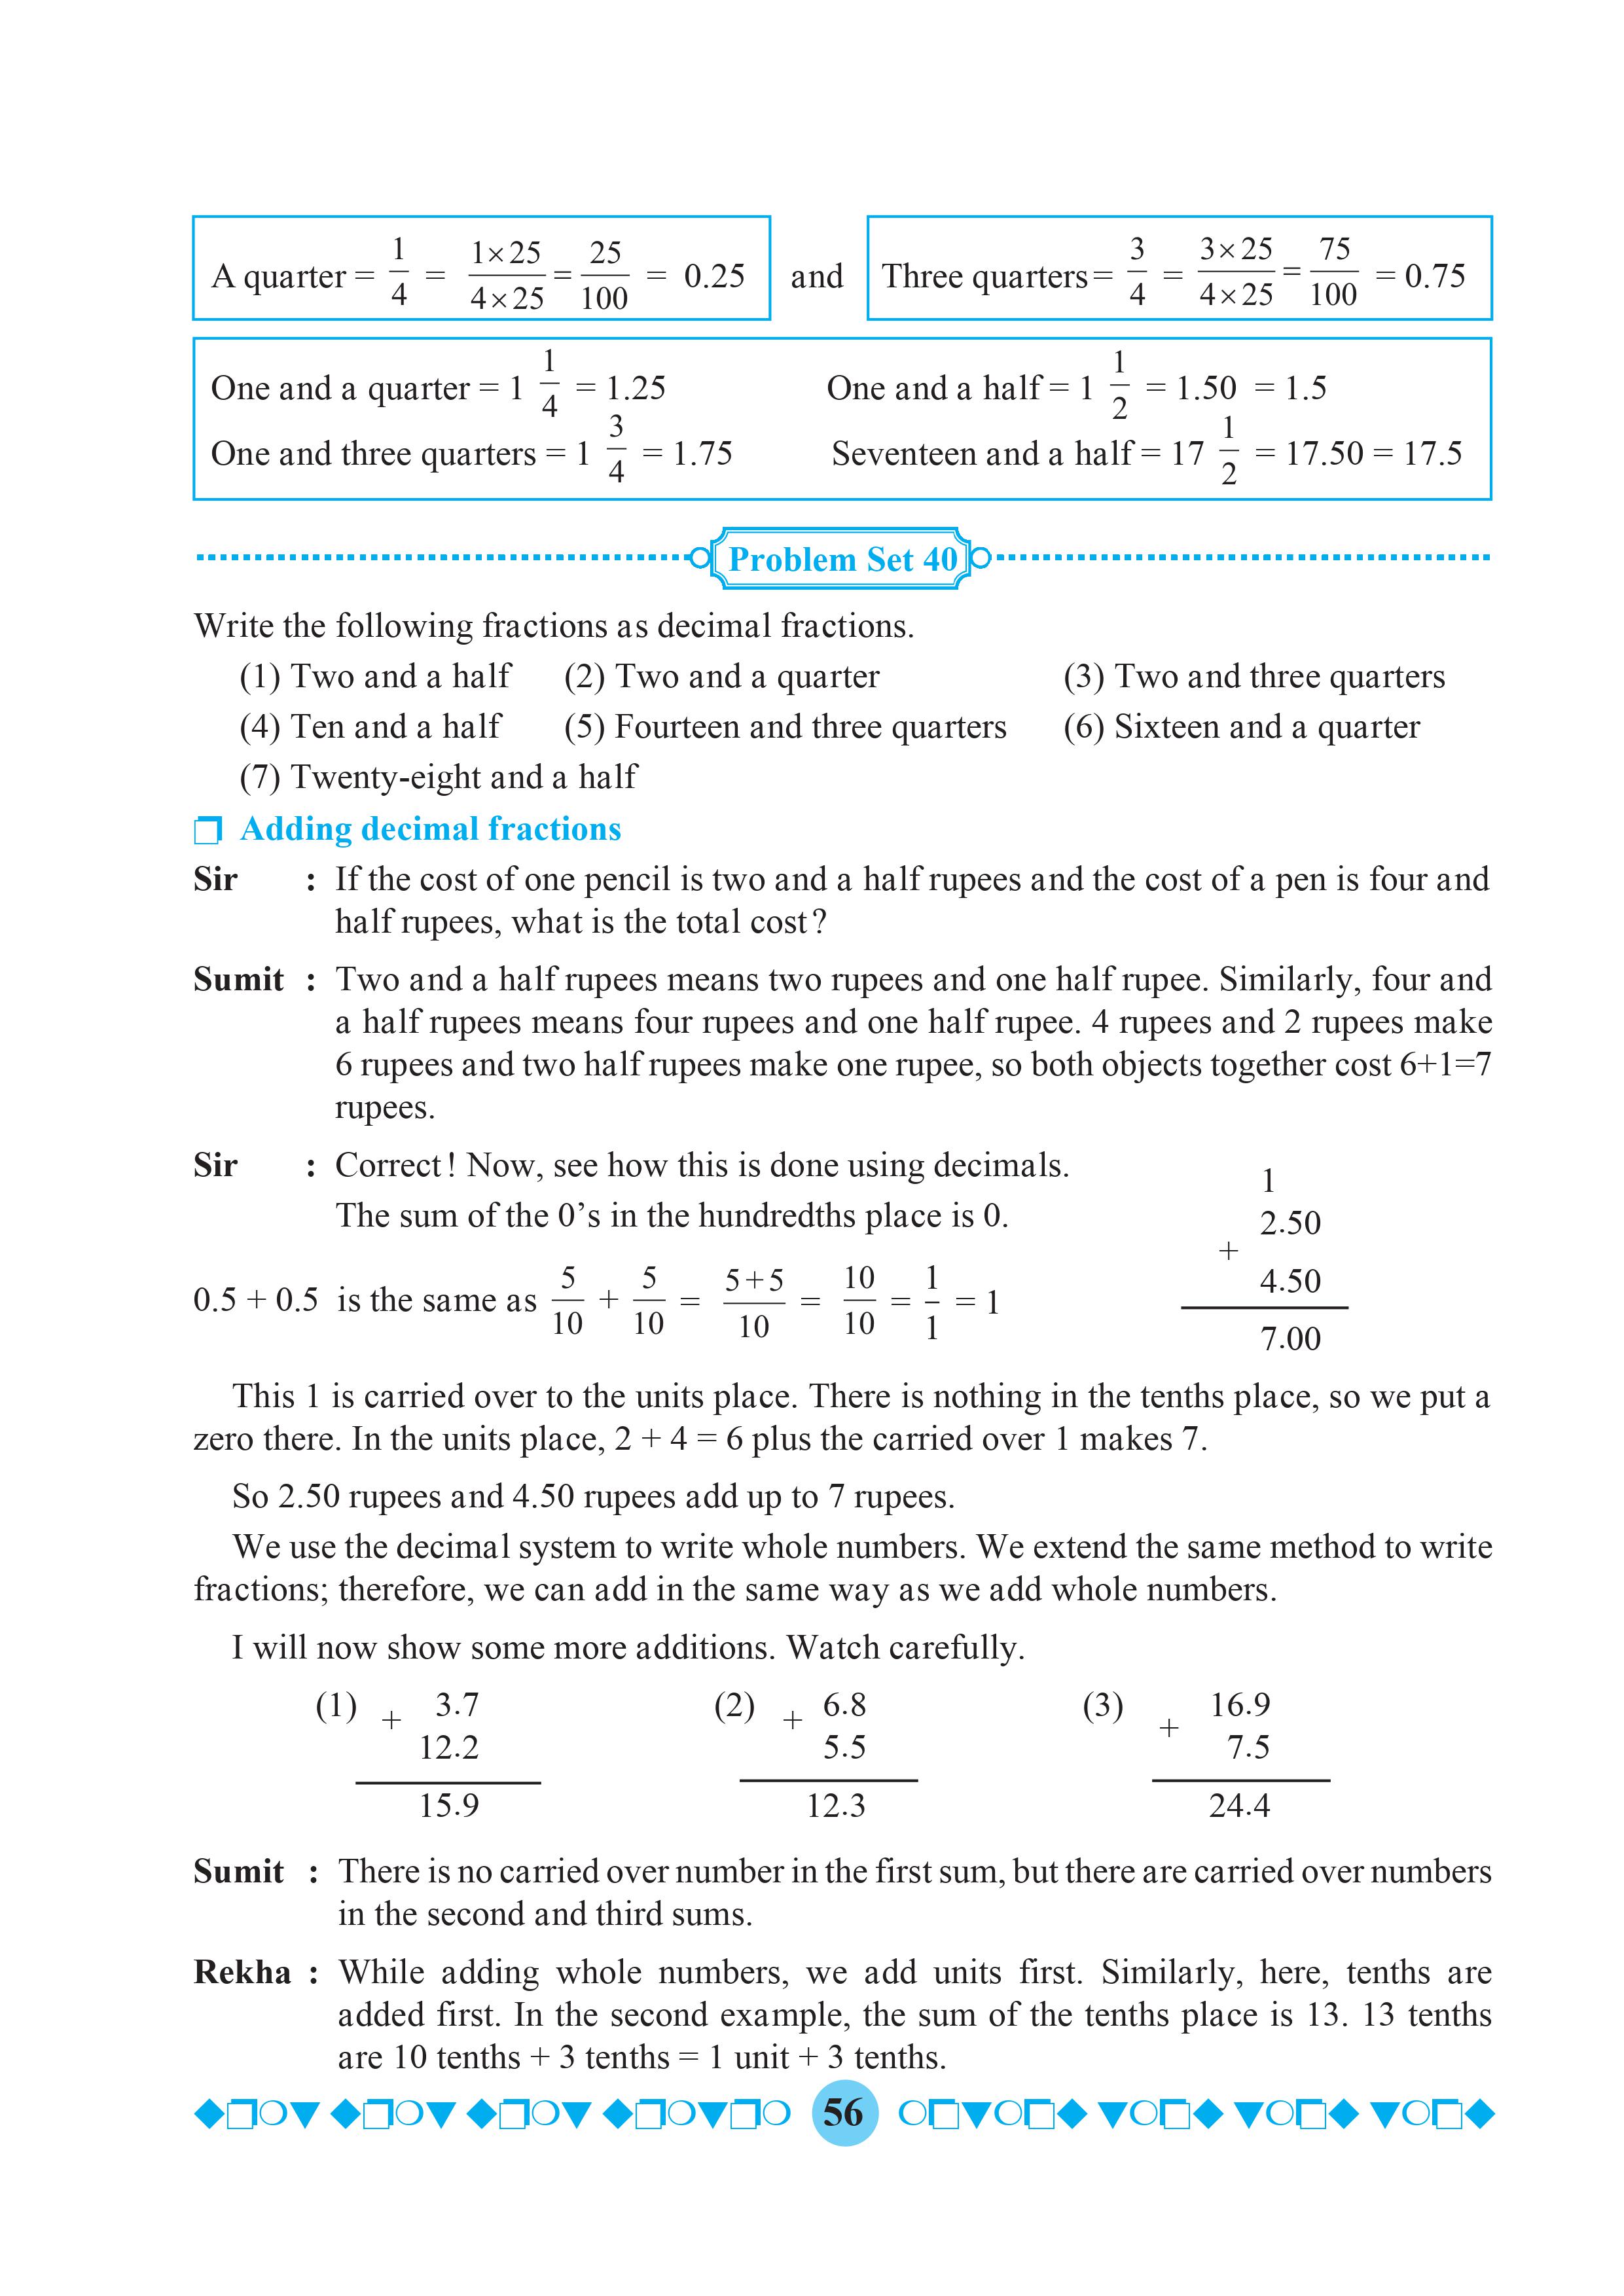 A quarter = 1/4 = 1×25/4×25 = 25/100 = 0.25 and Three quarters = 3/4 = 3×25/4×25 = 75/100 = 0.75
One and a quarter = 1 1/4 = 1.25 One and a half = 1 1/2 = 1.50 = 1.5
One and three quarters = 1 3/4 = 1.75 Seventeen and a half = 17 1/2 = 17.50 = 17.5
Problem Set 40
Write the following fractions as decimal fractions.
(1) Two and a half (2) Two and a quarter (3) Two and three quarters
(4) Ten and a half (5) Fourteen and three quarters (6) Sixteen and a quarter
(7) Twenty-eight and a half
Adding decimal fractions
Sir : If the cost of one pencil is two and a half rupees and the cost of a pen is four and
half rupees, what is the total cost?
Sumit : Two and a half rupees means two rupees and one half rupee. Similarly, four and
a half rupees means four rupees and one half rupee. 4 rupees and 2 rupees make
6 rupees and two half rupees make one rupee, so both objects together cost 6+1=7
rupees.
Sir : Correct! Now, see how this is done using decimals.
The sum of the 0's in the hundredths place is 0.
0.5 + 0.5 is the same as 5/10 + 5/10 = 5+5/10 = 10/10 = 1/1 = 1
1
2.50
+
4.50
7.00
This 1 is carried over to the units place. There is nothing in the tenths place, so we put a
zero there. In the units place, 2 + 4 = 6 plus the carried over 1 makes 7.
So 2.50 rupees and 4.50 rupees add up to 7 rupees.
We use the decimal system to write whole numbers. We extend the same method to write
fractions; therefore, we can add in the same way as we add whole numbers.
I will now show some more additions. Watch carefully.
(1) + 3.7 (2) + 6.8 (3) + 16.9
12.2 5.5 7.5
15.9 12.3 24.4
Sumit : There is no carried over number in the first sum, but there are carried over numbers
in the second and third sums.
Rekha : While adding whole numbers, we add units first. Similarly, here, tenths are
added first. In the second example, the sum of the tenths place is 13. 13 tenths
are 10 tenths + 3 tenths = 1 unit + 3 tenths.
56